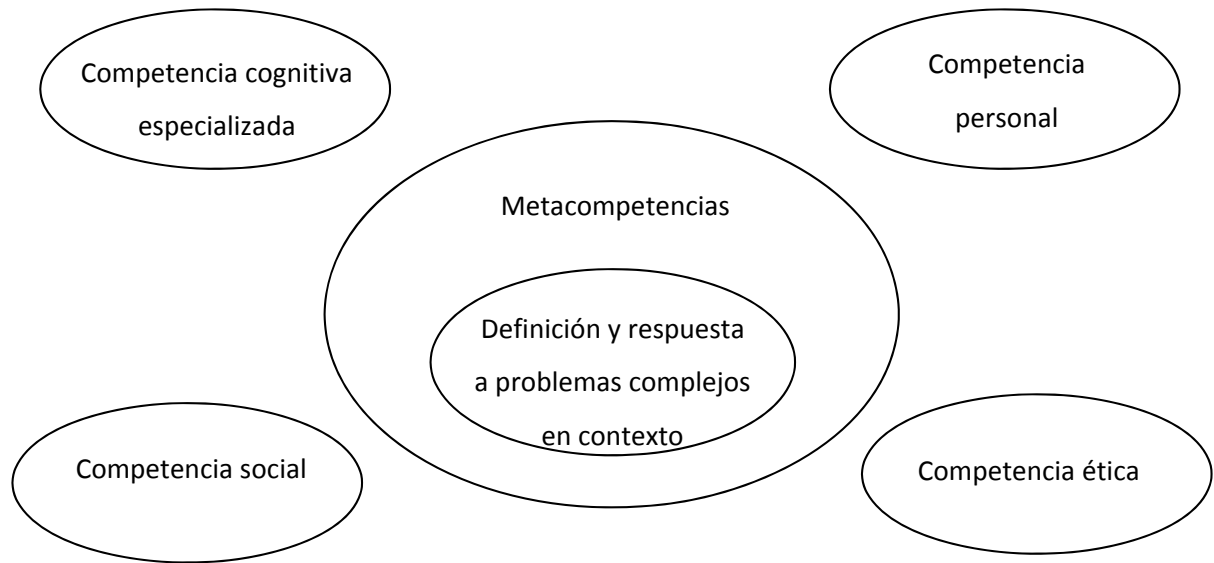 Competencia cognitiva
especializada
Competencia
personal
Metacompetencias
Definición y respuesta
a problemas complejos
en contexto
Competencia social
Competencia ética